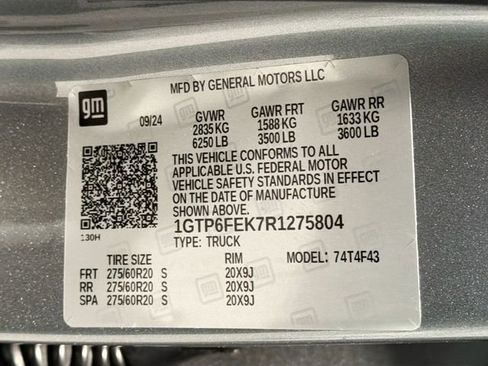 gm
MFD BY GENERAL MOTORS LLC
09/24 GVWR GAWR FRT GAWR RR
2835 KG 1588 KG 1633 KG
6250 LB 3500 LB 3600 LB
THIS VEHICLE CONFORMS TO ALL
APPLICABLE U.S. FEDERAL MOTOR
VEHICLE SAFETY STANDARDS IN EFFECT
ON THE DATE OF MANUFACTURE
SHOWN ABOVE.
130H
1GTP6FEK7R1275804
TYPE: TRUCK
TIRE SIZE RIM MODEL: 74T4F43
FRT 275/60R20 S 20X9J
RR 275/60R20 S 20X9J
SPA 275/60R20 S 20X9J